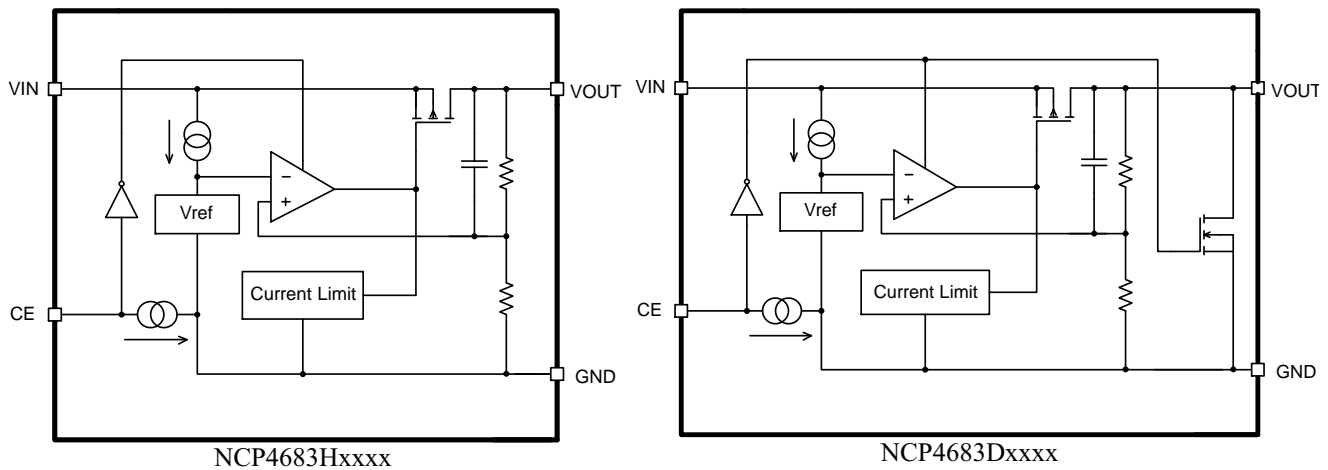 VIN
VOUT
−
+
Vref
Current Limit
CE
GND
NCP4683Hxxxx
VIN
VOUT
−
+
Vref
Current Limit
CE
GND
NCP4683Dxxxx